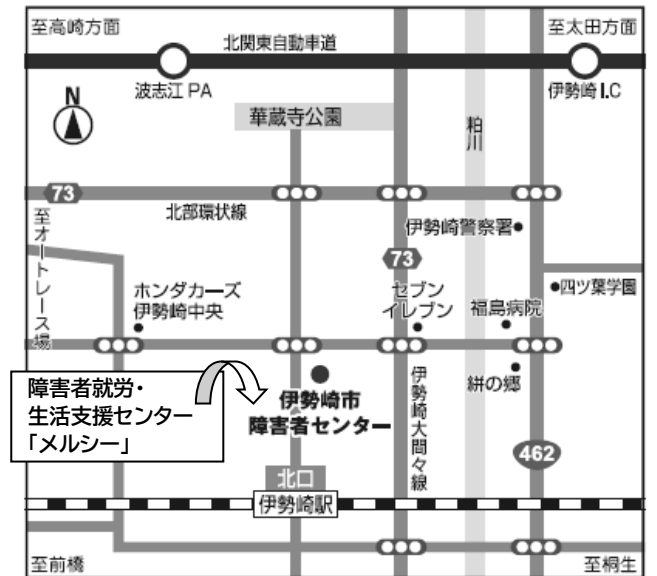 至高崎方面
北関東自動車道
至太田方面
波志江 PA
伊勢崎 I.C
N
華蔵寺公園
粕川
73
北部環状線
至オートレース場
伊勢崎警察署
73
四ツ葉学園
ホンダカーズ
伊勢崎中央
セブン
イレブン
福島病院
絣の郷
障害者就労・
生活支援センター
「メルシー」
伊勢崎市
障害者センター
伊勢崎大間々線
462
北口
伊勢崎駅
至前橋
至桐生